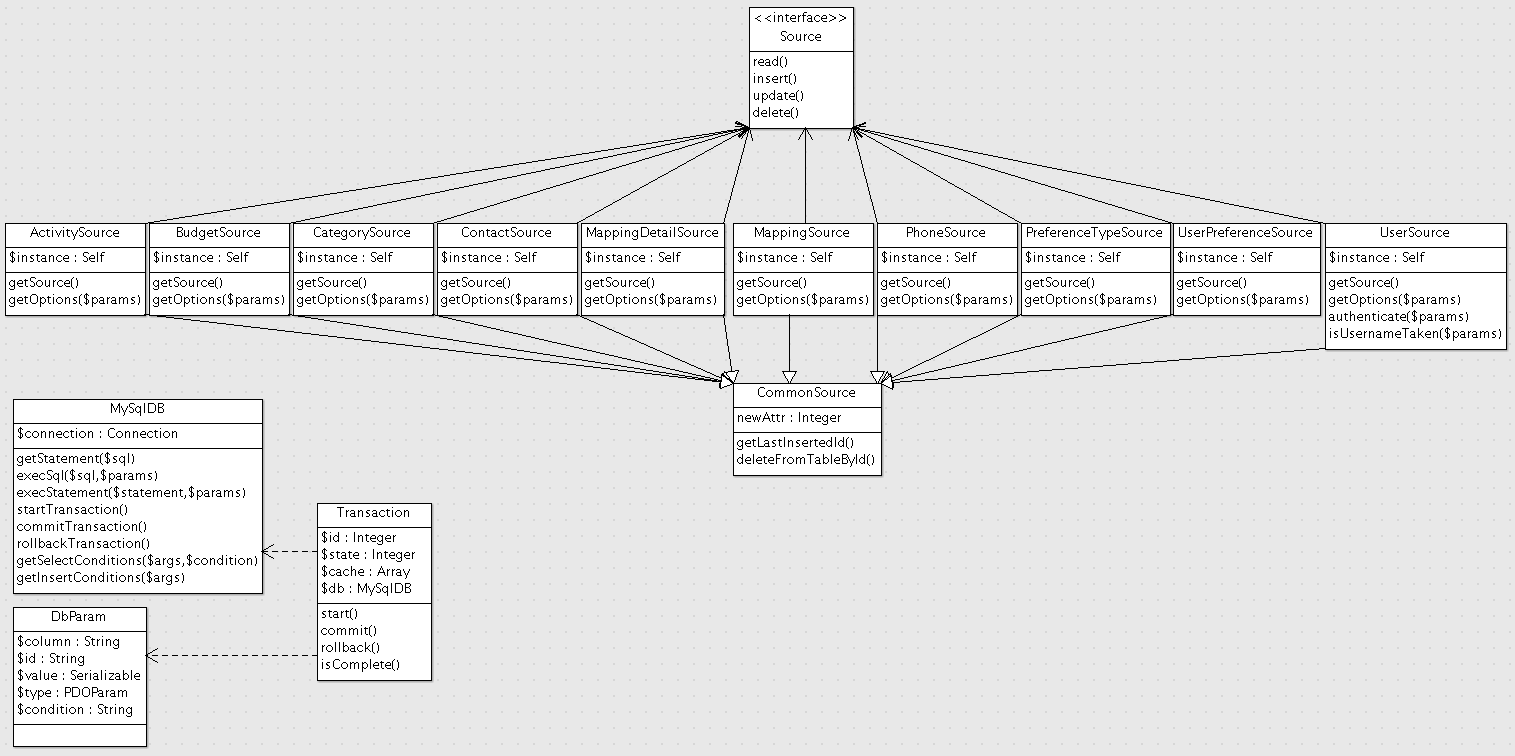 <<interface>>
Source
read()
insert()
update()
delete()
ActivitySource
$instance : Self
getSource()
getOptions($params)
BudgetSource
$instance : Self
getSource()
getOptions($params)
CategorySource
$instance : Self
getSource()
getOptions($params)
ContactSource
$instance : Self
getSource()
getOptions($params)
MappingDetailSource
$instance : Self
getSource()
getOptions($params)
MappingSource
$instance : Self
getSource()
getOptions($params)
PhoneSource
$instance : Self
getSource()
getOptions($params)
PreferenceTypeSource
$instance : Self
getSource()
getOptions($params)
UserPreferenceSource
$instance : Self
getSource()
getOptions($params)
UserSource
$instance : Self
getSource()
getOptions($params)
authenticate($params)
isUsernameTaken($params)
CommonSource
newAttr : Integer
getLastInsertedId()
deleteFromTableById()
MySqlDB
$connection : Connection
getStatement($sql)
execSql($sql,$params)
execStatement($statement,$params)
startTransaction()
commitTransaction()
rollbackTransaction()
getSelectConditions($args,$condition)
getInsertConditions($args)
Transaction
$id : Integer
$state : Integer
$cache : Array
$db : MySqlDB
start()
commit()
rollback()
isComplete()
DbParam
$column : String
$id : String
$value : Serializable
$type : PDOParam
$condition : String